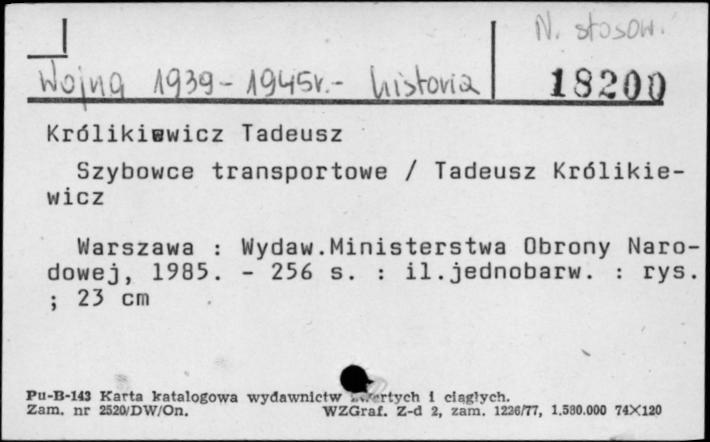 N. stosow.
Wojna 1939-1945r.- historia
18200
Królikiewicz Tadeusz
Szybowce transportowe / Tadeusz Królikie-
wicz
Warszawa : Wydaw.Ministerstwa Obrony Naro-
dowej, 1985. - 256 s. : il.jednobarw. : rys.
; 23 cm
Pu-B-143 Karta katalogowa wydawnictw zwartych i ciągłych.
Zam. nr 2520/DW/On. WZGraf. Z-d 2, zam. 1226/77, 1.580.000 74X120